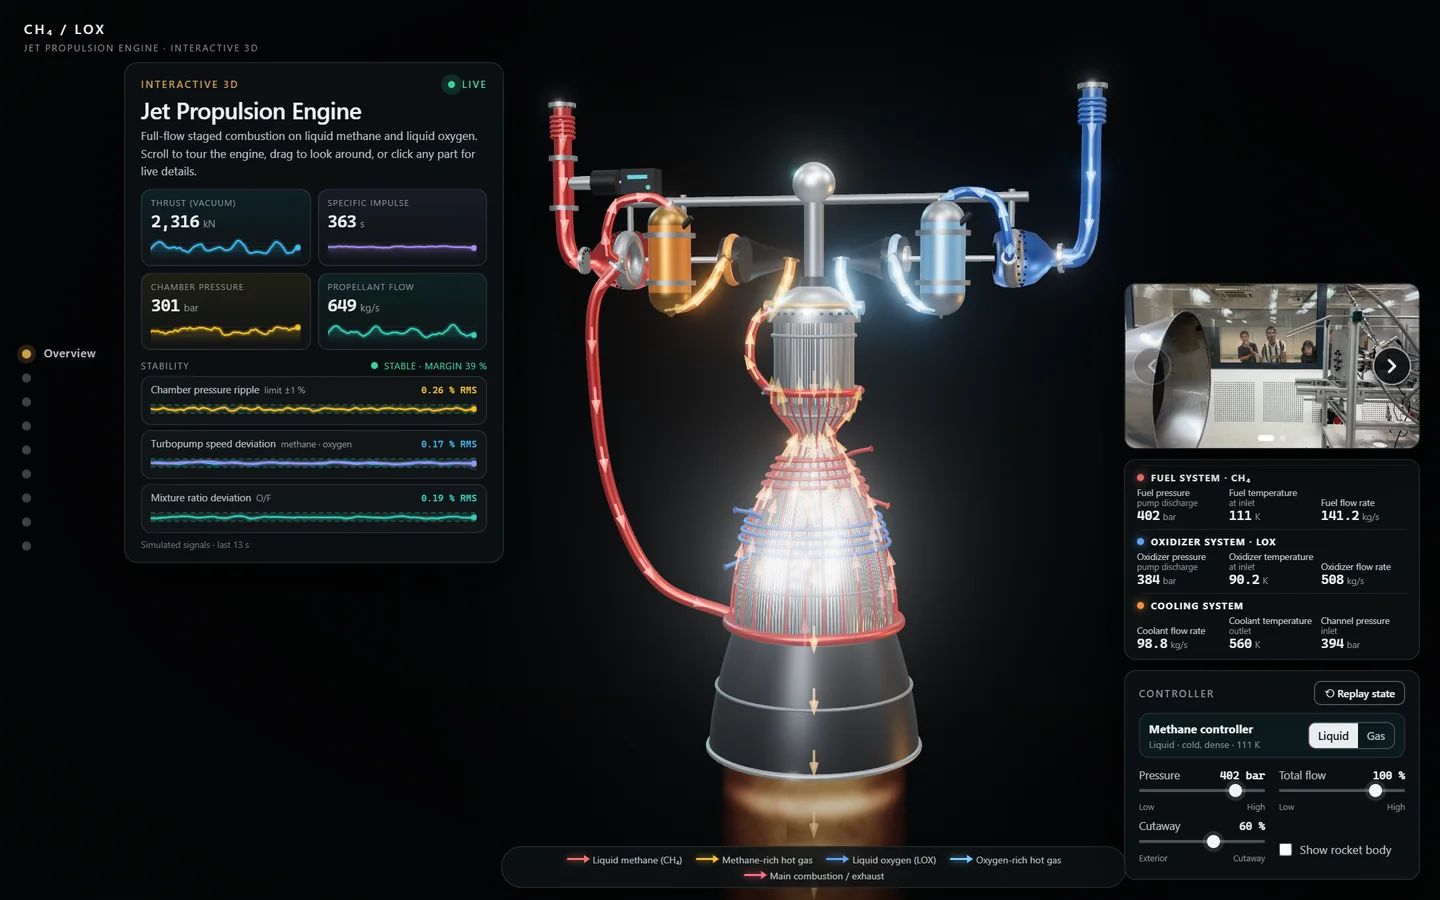 CH₄ / LOX
JET PROPULSION ENGINE · INTERACTIVE 3D
INTERACTIVE 3D
LIVE
Jet Propulsion Engine
Full-flow staged combustion on liquid methane and liquid oxygen.
Scroll to tour the engine, drag to look around, or click any part for
live details.
THRUST (VACUUM)
2,316 kN
SPECIFIC IMPULSE
363 s
CHAMBER PRESSURE
301 bar
PROPELLANT FLOW
649 kg/s
STABILITY
STABLE · MARGIN 39 %
Chamber pressure ripple limit ±1 %
0.26 % RMS
Turbopump speed deviation methane · oxygen
0.17 % RMS
Mixture ratio deviation O/F
0.19 % RMS
Simulated signals · last 13 s
Overview
FUEL SYSTEM · CH₄
Fuel pressure
pump discharge
402 bar
Fuel temperature
at inlet
111 K
Fuel flow rate
141.2 kg/s
OXIDIZER SYSTEM · LOX
Oxidizer pressure
pump discharge
384 bar
Oxidizer temperature
at inlet
90.2 K
Oxidizer flow rate
508 kg/s
COOLING SYSTEM
Coolant flow rate
98.8 kg/s
Coolant temperature
outlet
560 K
Channel pressure
inlet
394 bar
CONTROLLER
Replay state
Methane controller
Liquid · cold, dense · 111 K
Liquid
Gas
Pressure
402 bar
Low
High
Total flow
100 %
Low
High
Cutaway
60 %
Exterior
Cutaway
Show rocket body
Liquid methane (CH₄)
Methane-rich hot gas
Liquid oxygen (LOX)
Oxygen-rich hot gas
Main combustion / exhaust